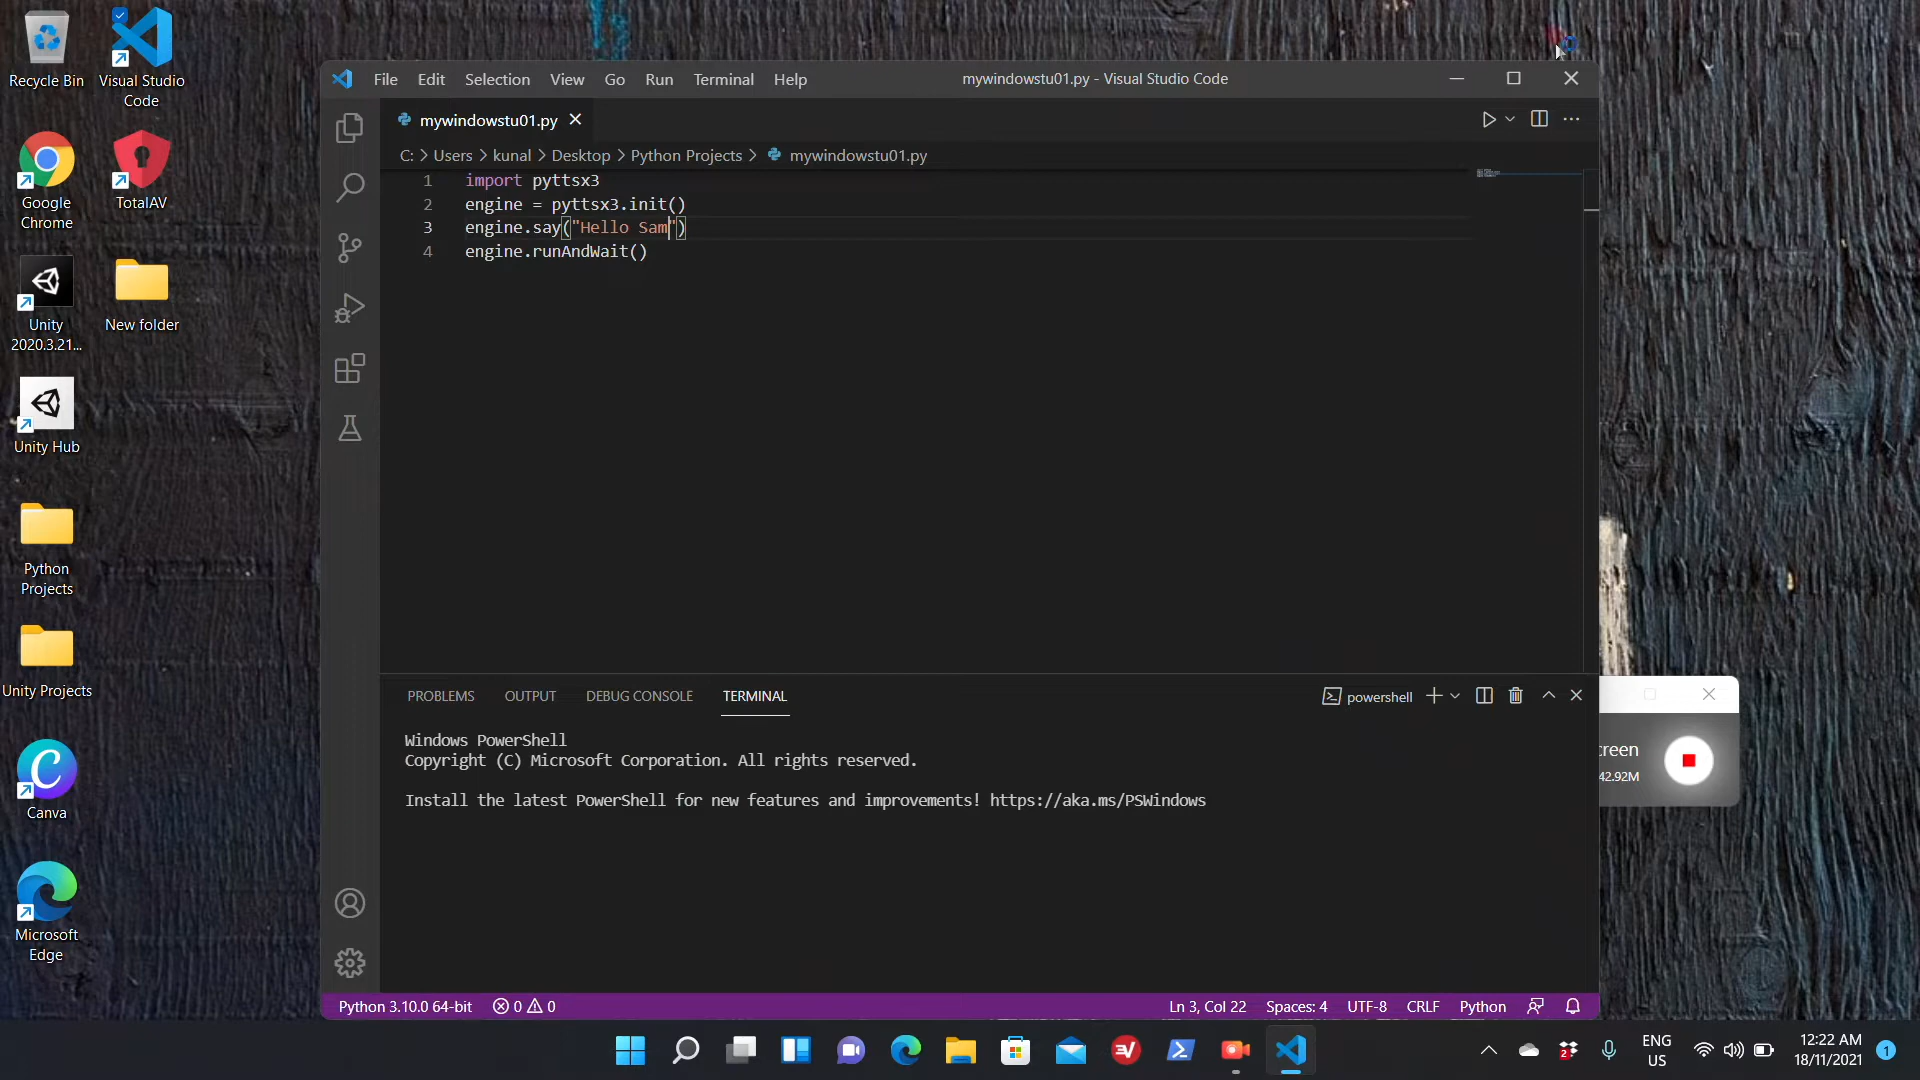 Recycle Bin
Visual Studio
Code
Google
Chrome
TotalAV
Unity
2020.3.21...
New folder
Unity Hub
Python
Projects
Unity Projects
Canva
Microsoft
Edge
File Edit Selection View Go Run Terminal Help
mywindowstu01.py - Visual Studio Code
mywindowstu01.py
C: > Users > kunal > Desktop > Python Projects > mywindowstu01.py
1 import pyttsx3
2 engine = pyttsx3.init()
3 engine.say("Hello Sam")
4 engine.runAndWait()
PROBLEMS OUTPUT DEBUG CONSOLE TERMINAL
powershell
Windows PowerShell
Copyright (C) Microsoft Corporation. All rights reserved.
Install the latest PowerShell for new features and improvements! https://aka.ms/PSWindows
creen
42.92M
Python 3.10.0 64-bit 0 0
Ln 3, Col 22 Spaces: 4 UTF-8 CRLF Python
2
ENG
US
12:22 AM
18/11/2021
1